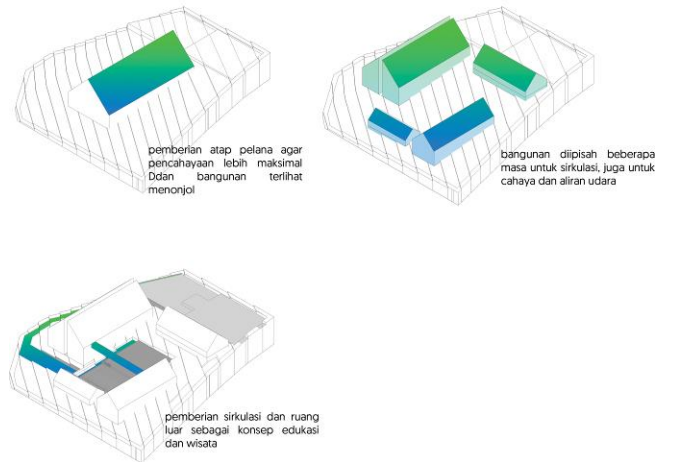 pemberian atap pelana agar
pencahayaan lebih maksimal
Ddan bangunan terlihat
menonjol
bangunan diipisah beberapa
masa untuk sirkulasi, juga untuk
cahaya dan aliran udara
pemberian sirkulasi dan ruang
luar sebagai konsep edukasi
dan wisata